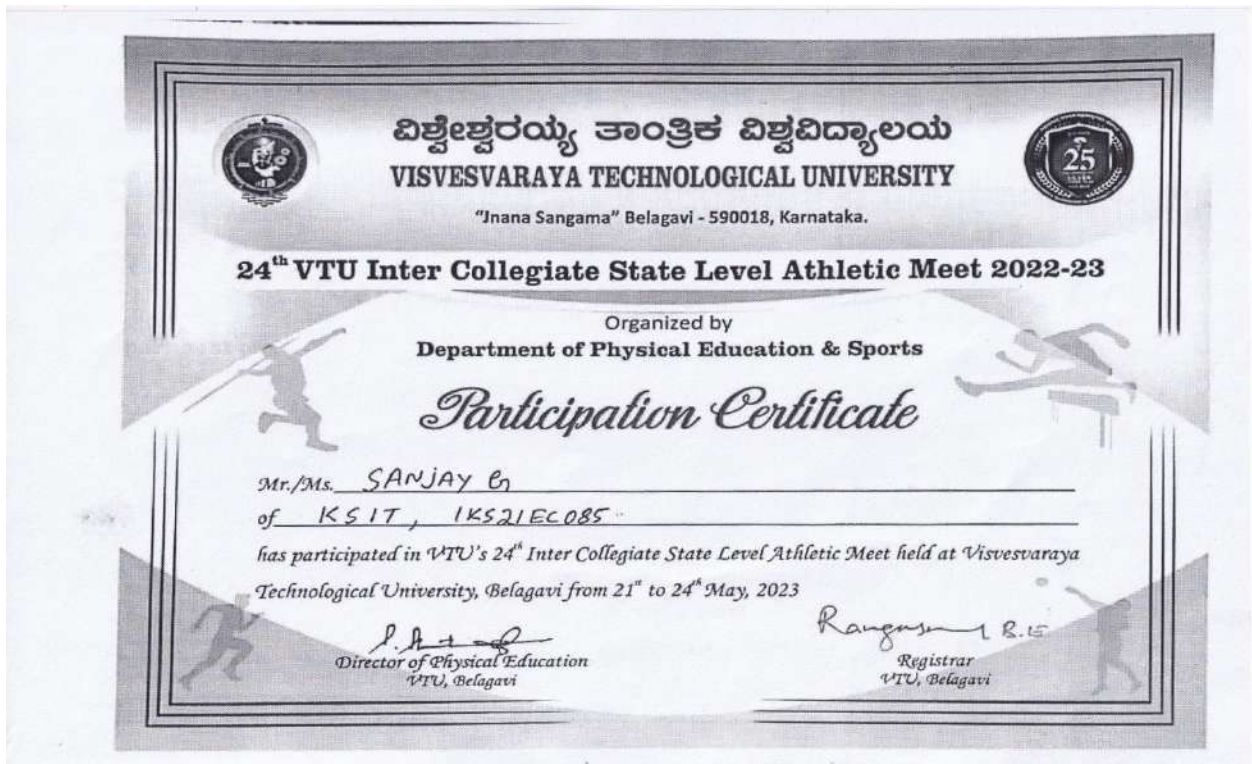 ವಿಶ್ವೇಶ್ವರಯ್ಯ ತಾಂತ್ರಿಕ ವಿಶ್ವವಿದ್ಯಾಲಯ
VISVESVARAYA TECHNOLOGICAL UNIVERSITY
25
"Jnana Sangama" Belagavi - 590018, Karnataka.
24th VTU Inter Collegiate State Level Athletic Meet 2022-23
Organized by
Department of Physical Education & Sports
Participation Certificate
Mr./Ms. SANJAY G
of KSIT, 1KS21EC085
has participated in VTU's 24th Inter Collegiate State Level Athletic Meet held at Visvesvaraya
Technological University, Belagavi from 21st to 24th May, 2023
Director of Physical Education
VTU, Belagavi
B.E
Registrar
VTU, Belagavi